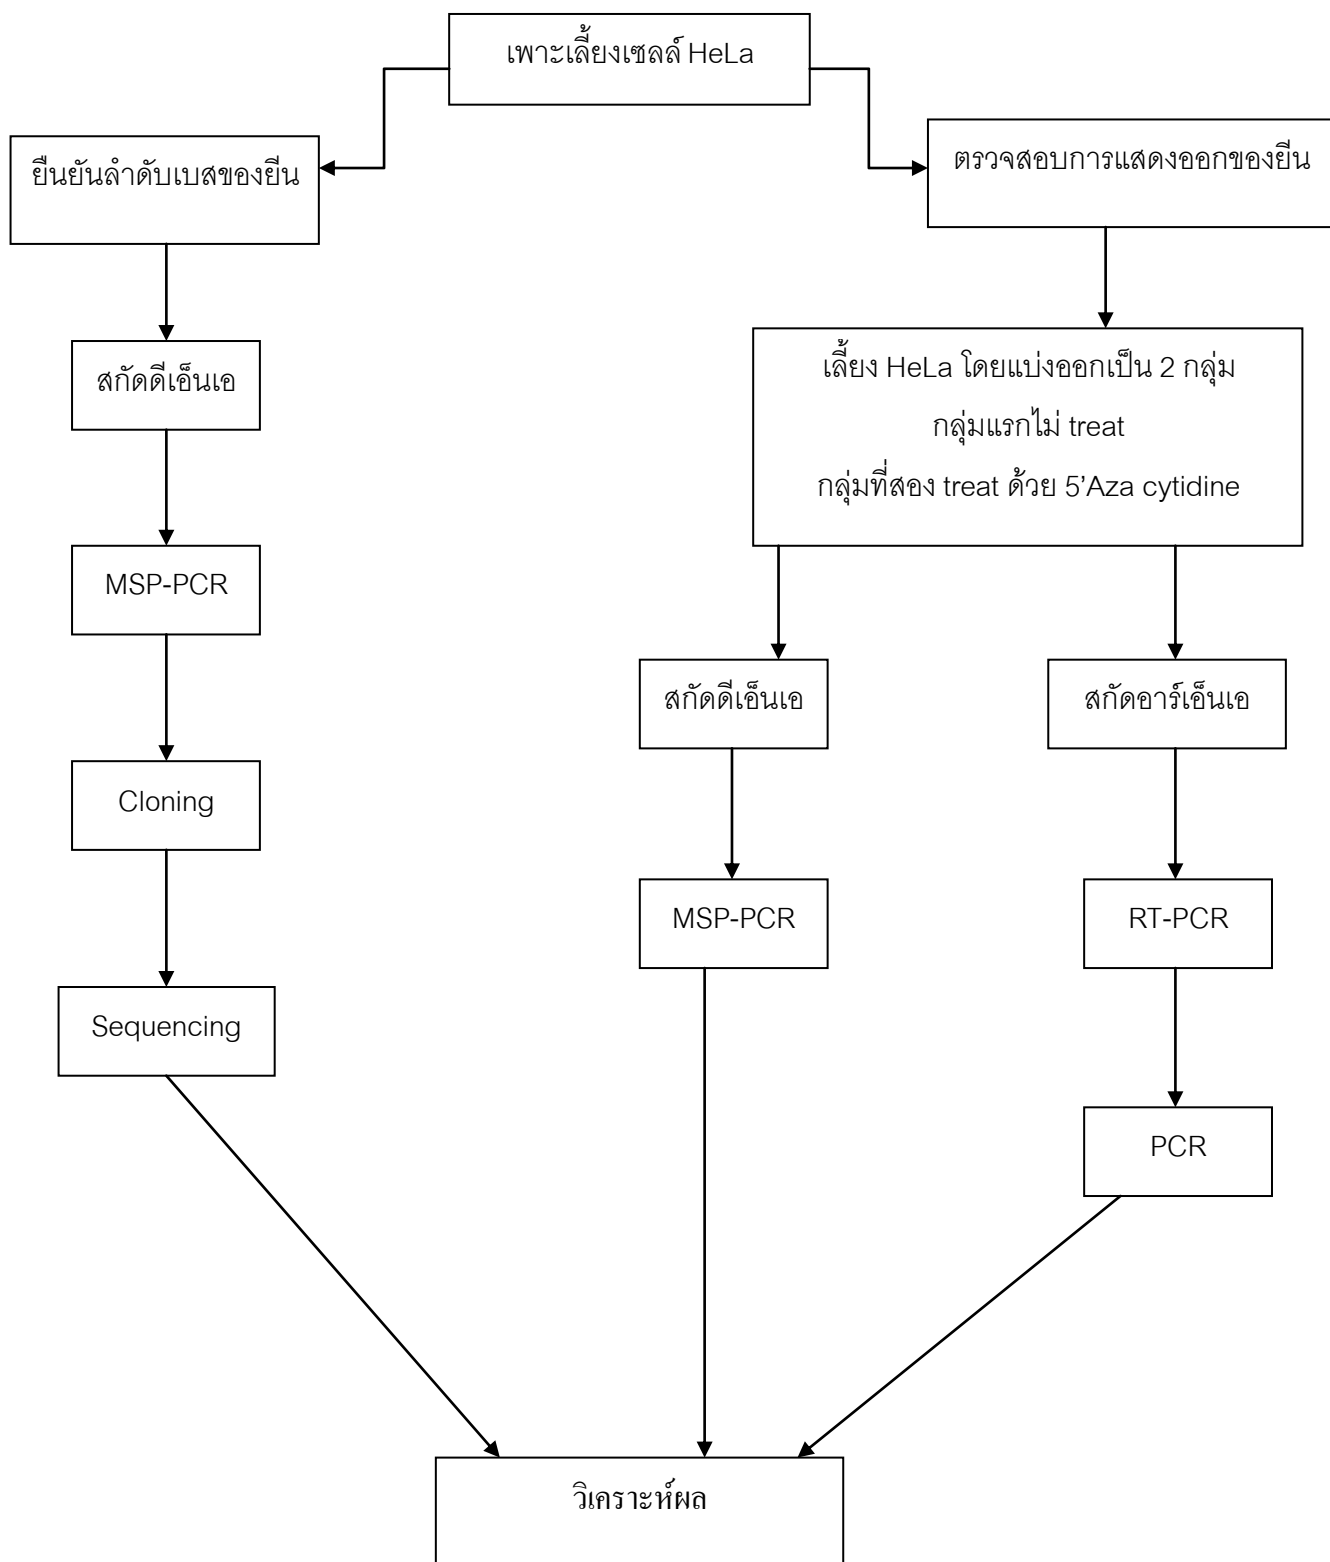 เพาะเลี้ยงเซลล์ HeLa
ยืนยันลำดับเบสของยีน
ตรวจสอบการแสดงออกของยีน
สกัดดีเอ็นเอ
เลี้ยง HeLa โดยแบ่งออกเป็น 2 กลุ่ม
กลุ่มแรกไม่ treat
กลุ่มที่สอง treat ด้วย 5’Aza cytidine
MSP-PCR
สกัดดีเอ็นเอ
สกัดอาร์เอ็นเอ
Cloning
MSP-PCR
RT-PCR
Sequencing
PCR
วิเคราะห์ผล